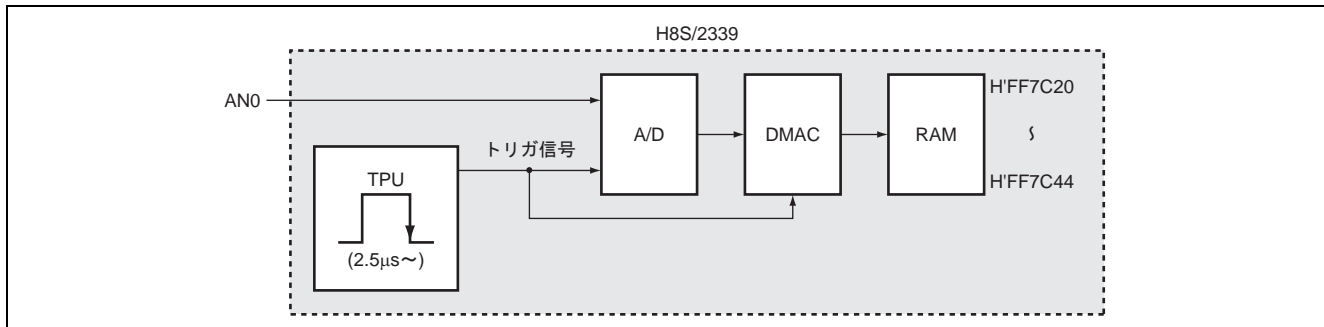 H8S/2339
AN0
トリガ信号
TPU
(2.5μs〜)
A/D
DMAC
RAM
H'FF7C20
〜
H'FF7C44